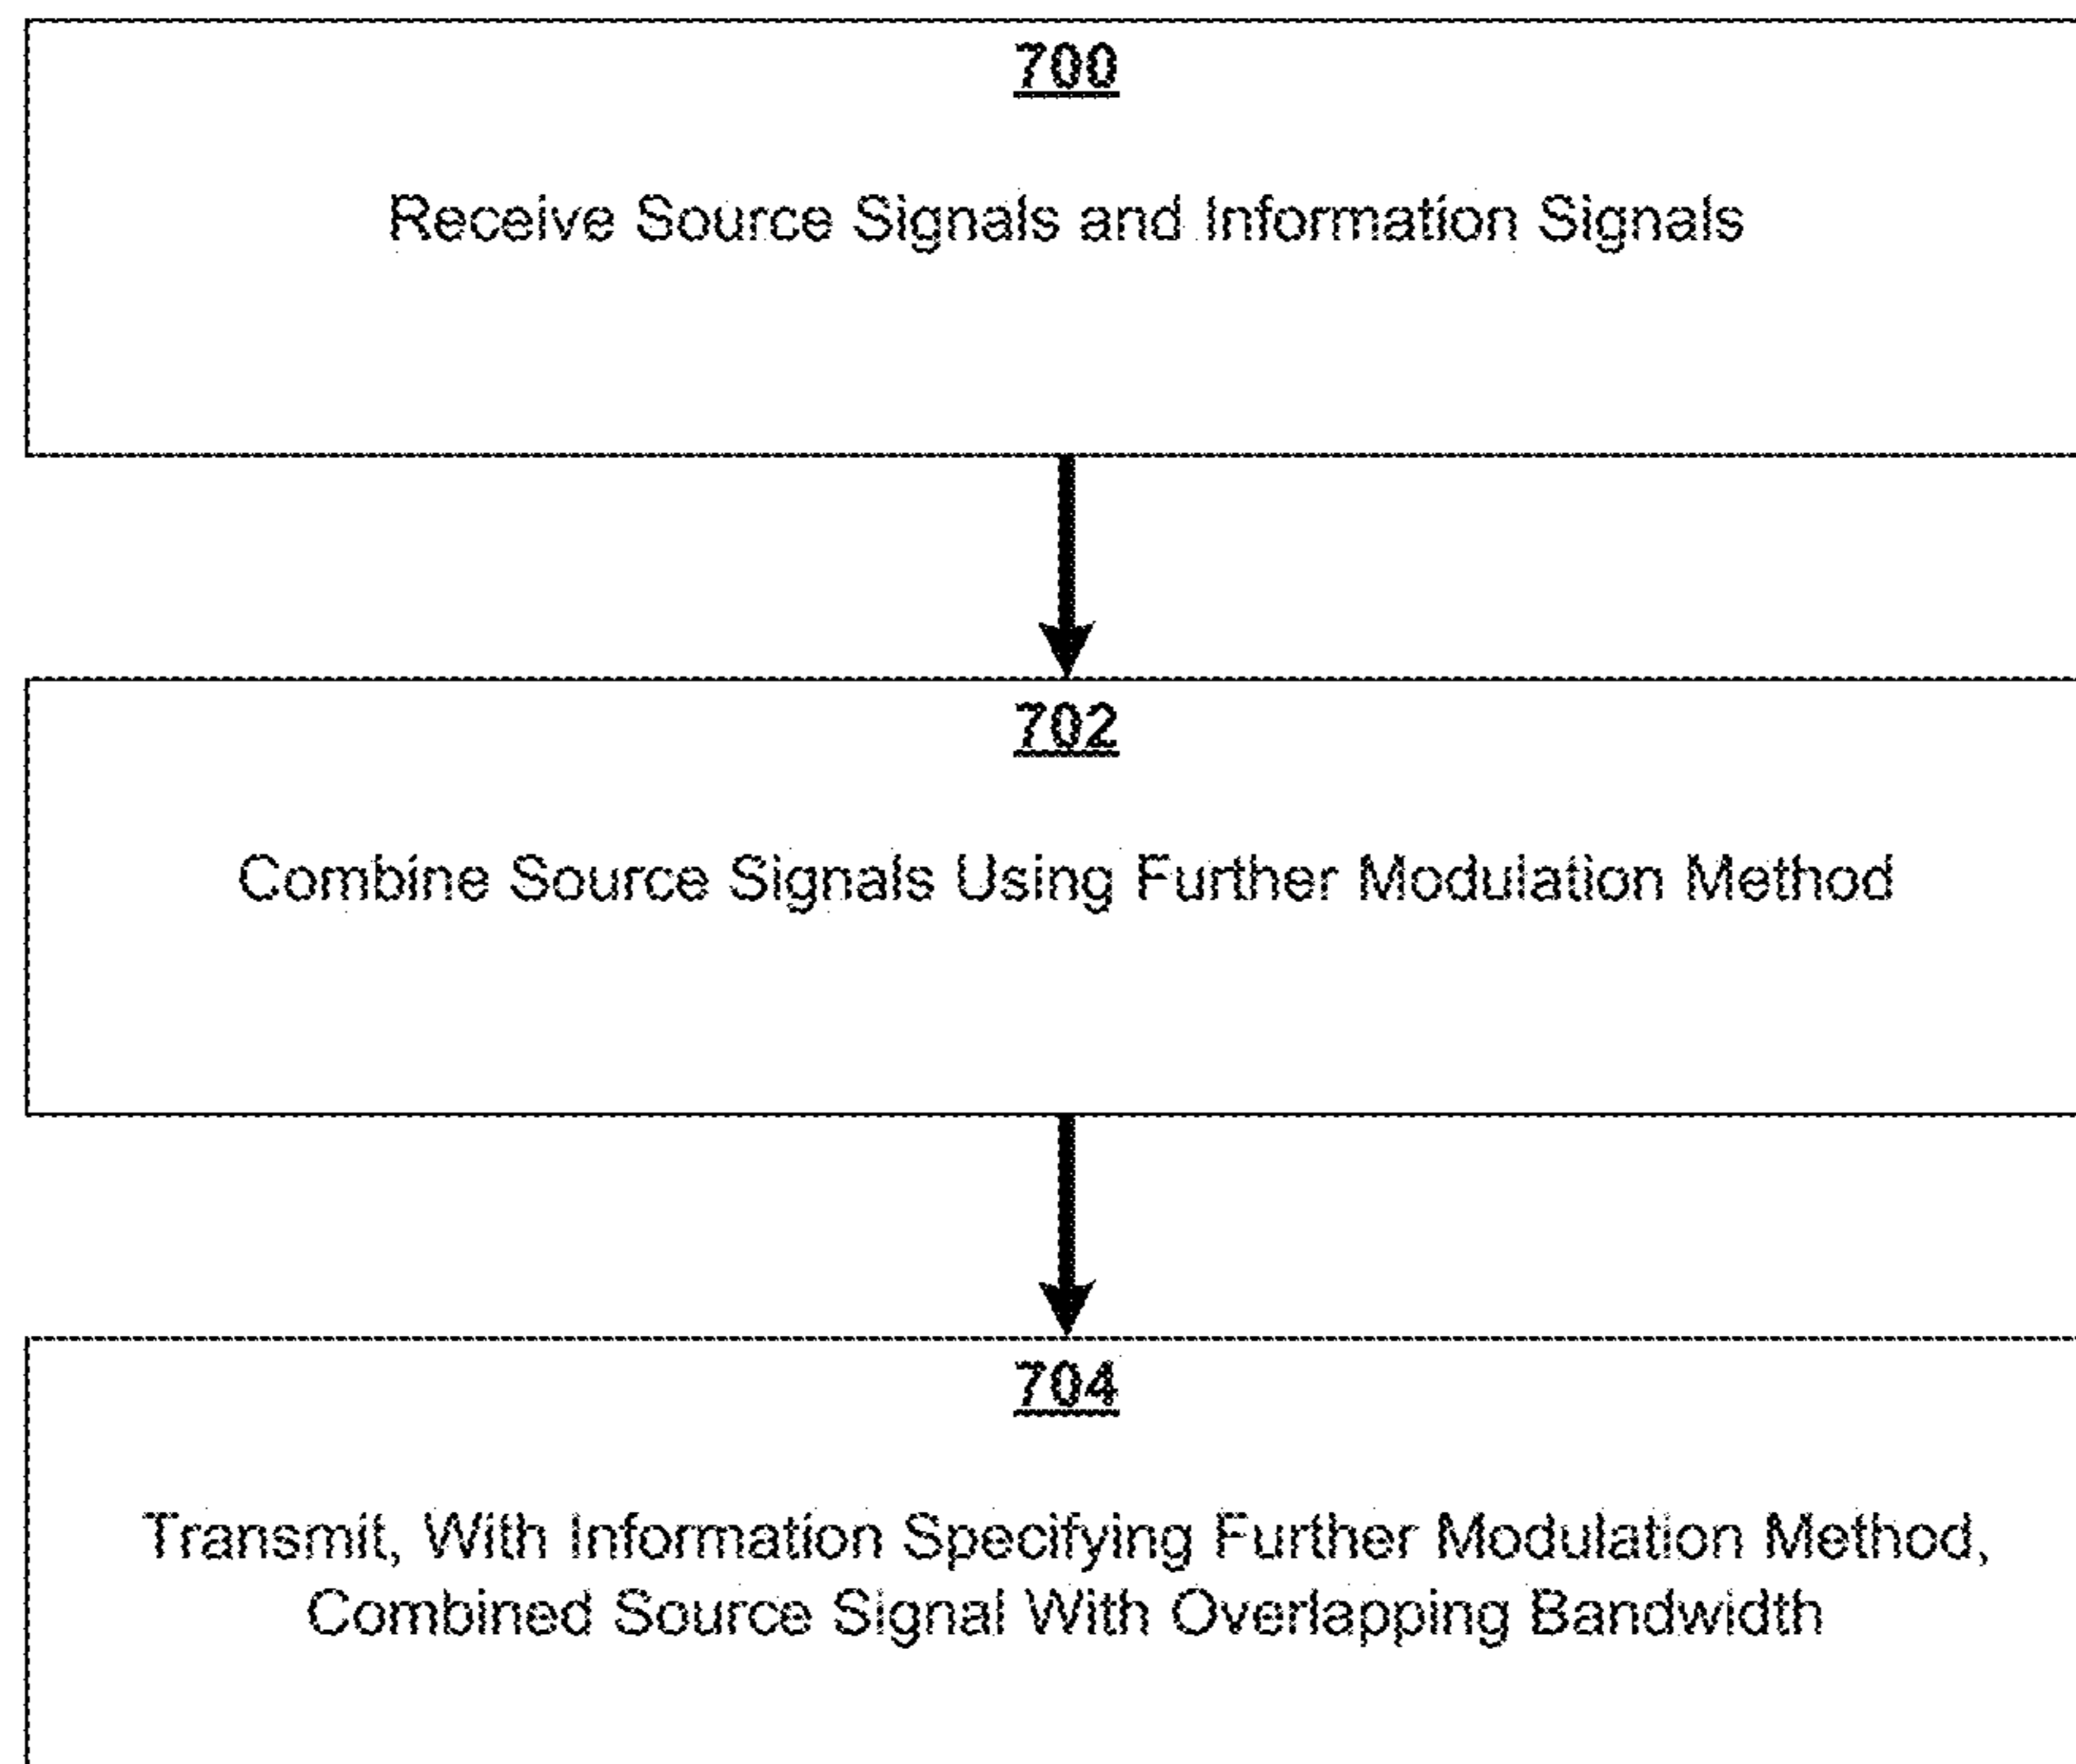 700
Receive Source Signals and Information Signals
702
Combine Source Signals Using Further Modulation Method
704
Transmit, With Information Specifying Further Modulation Method,
Combined Source Signal With Overlapping Bandwidth